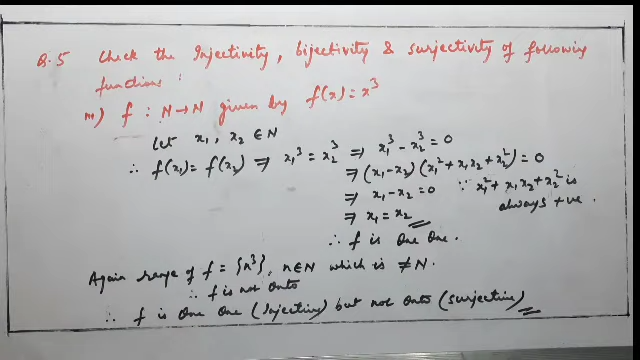 Q.5 Check the Injectivity, bijectivity & surjectivity of following
functions :
m) f : N→N given by f(x) = x³
Let x₁, x₂ ∈ N
∴ f(x₁) = f(x₂) ⇒ x₁³ = x₂³ ⇒ x₁³ - x₂³ = 0
⇒ (x₁-x₂) (x₁² + x₁x₂ + x₂²) = 0
⇒ x₁ - x₂ = 0 ∵ x₁² + x₁x₂ + x₂² is
always +ve.
⇒ x₁ = x₂
∴ f is One One.
Again range of f = {n³}, n∈N which is ≠ N.
∴ f is not Onto
∴ f is One One (Injective) but not Onto (Surjective)